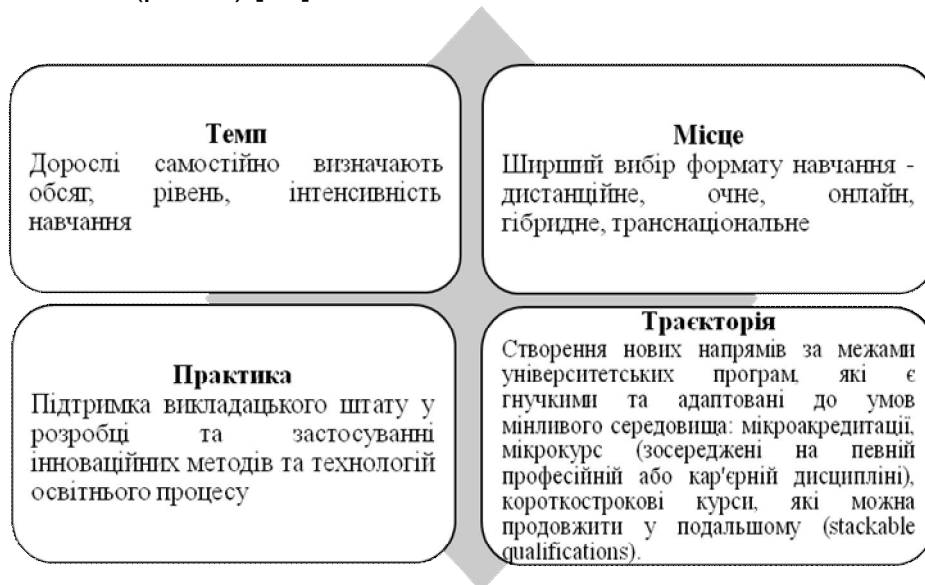 Темп
Дорослі самостійно визначають
обсяг, рівень, інтенсивність
навчання
Місце
Ширший вибір формату навчання -
дистанційне, очне, онлайн,
гібридне, транснаціональне
Практика
Підтримка викладацького штату у
розробці та застосуванні
інноваційних методів та технологій
освітнього процесу
Траєкторія
Створення нових напрямів за межами
університетських програм, які є
гнучкими та адаптовані до умов
мінливого середовища: мікроакредитації,
мікрокурс (зосереджені на певній
професійній або кар'єрній дисципліні),
короткострокові курси, які можна
продовжити у подальшому (stackable
qualifications).